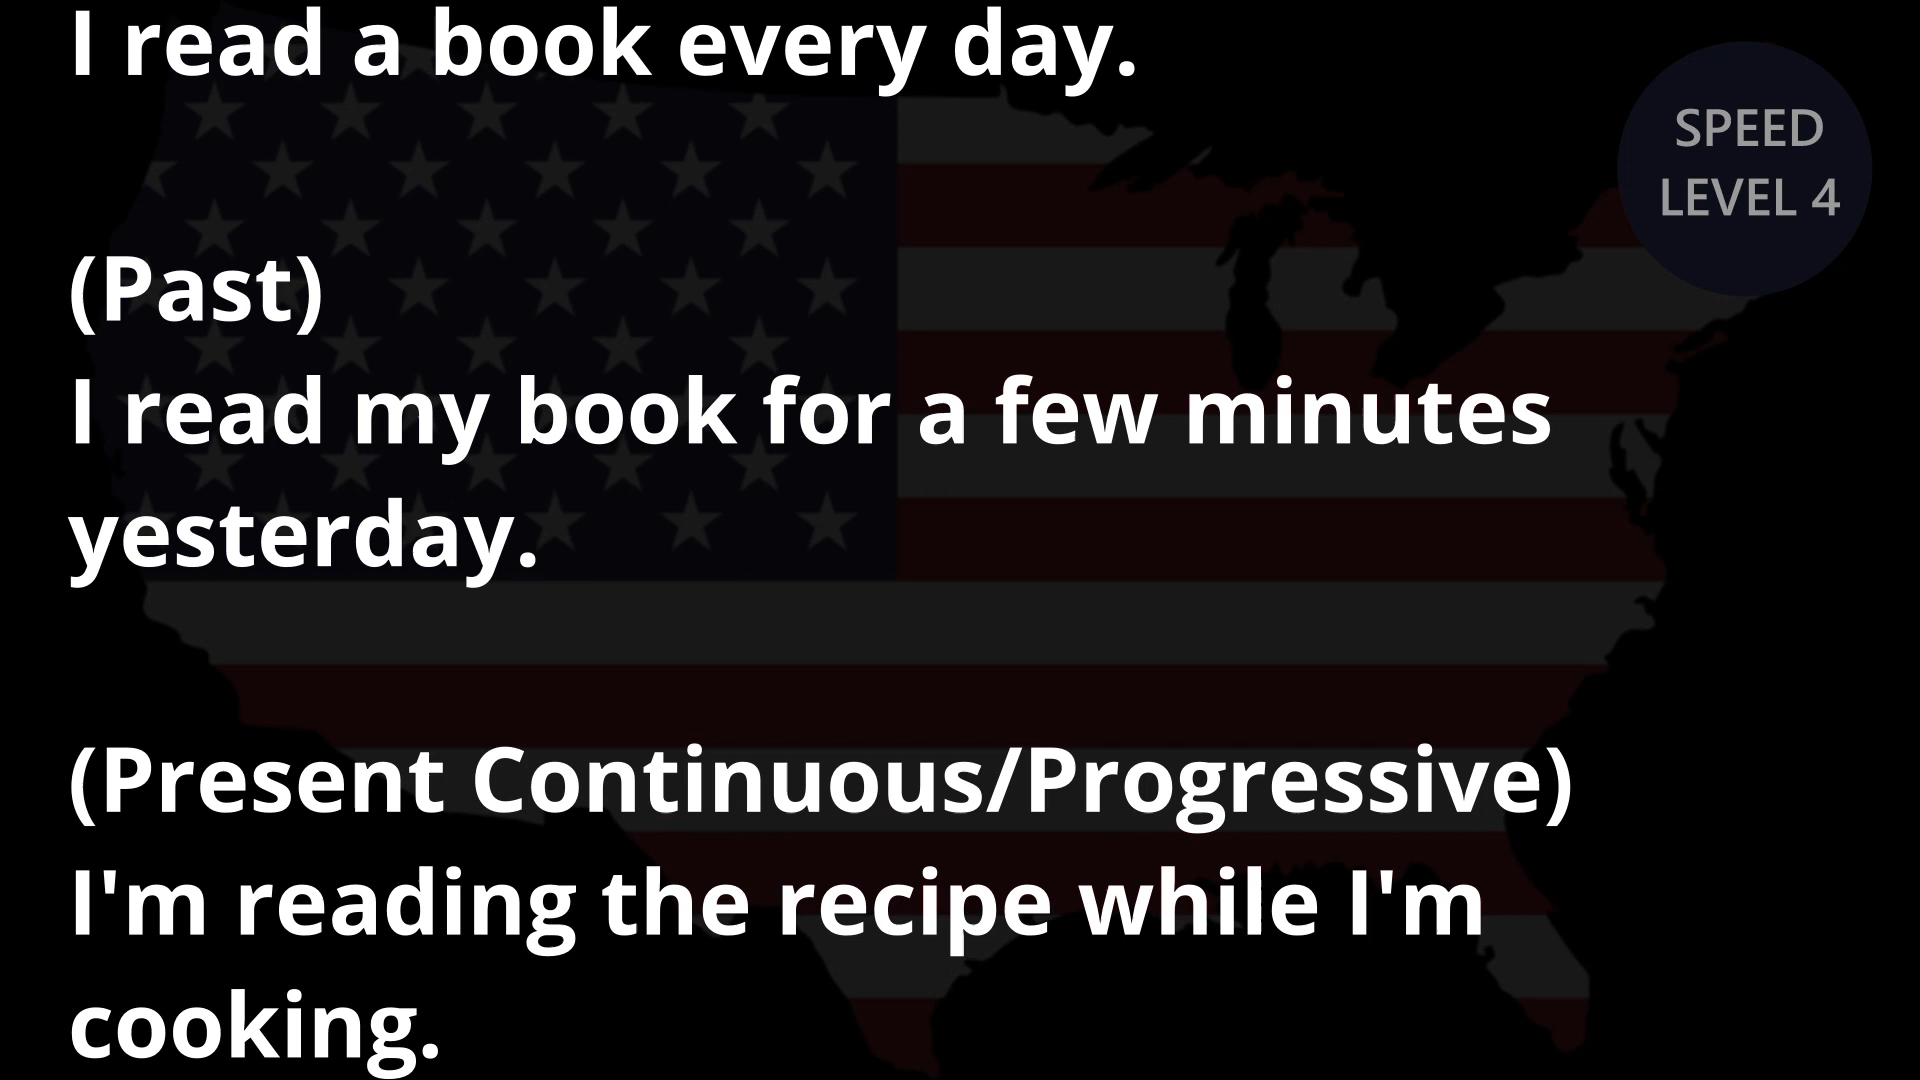 I read a book every day.
SPEED
LEVEL 4
(Past)
I read my book for a few minutes
yesterday.
(Present Continuous/Progressive)
I'm reading the recipe while I'm
cooking.